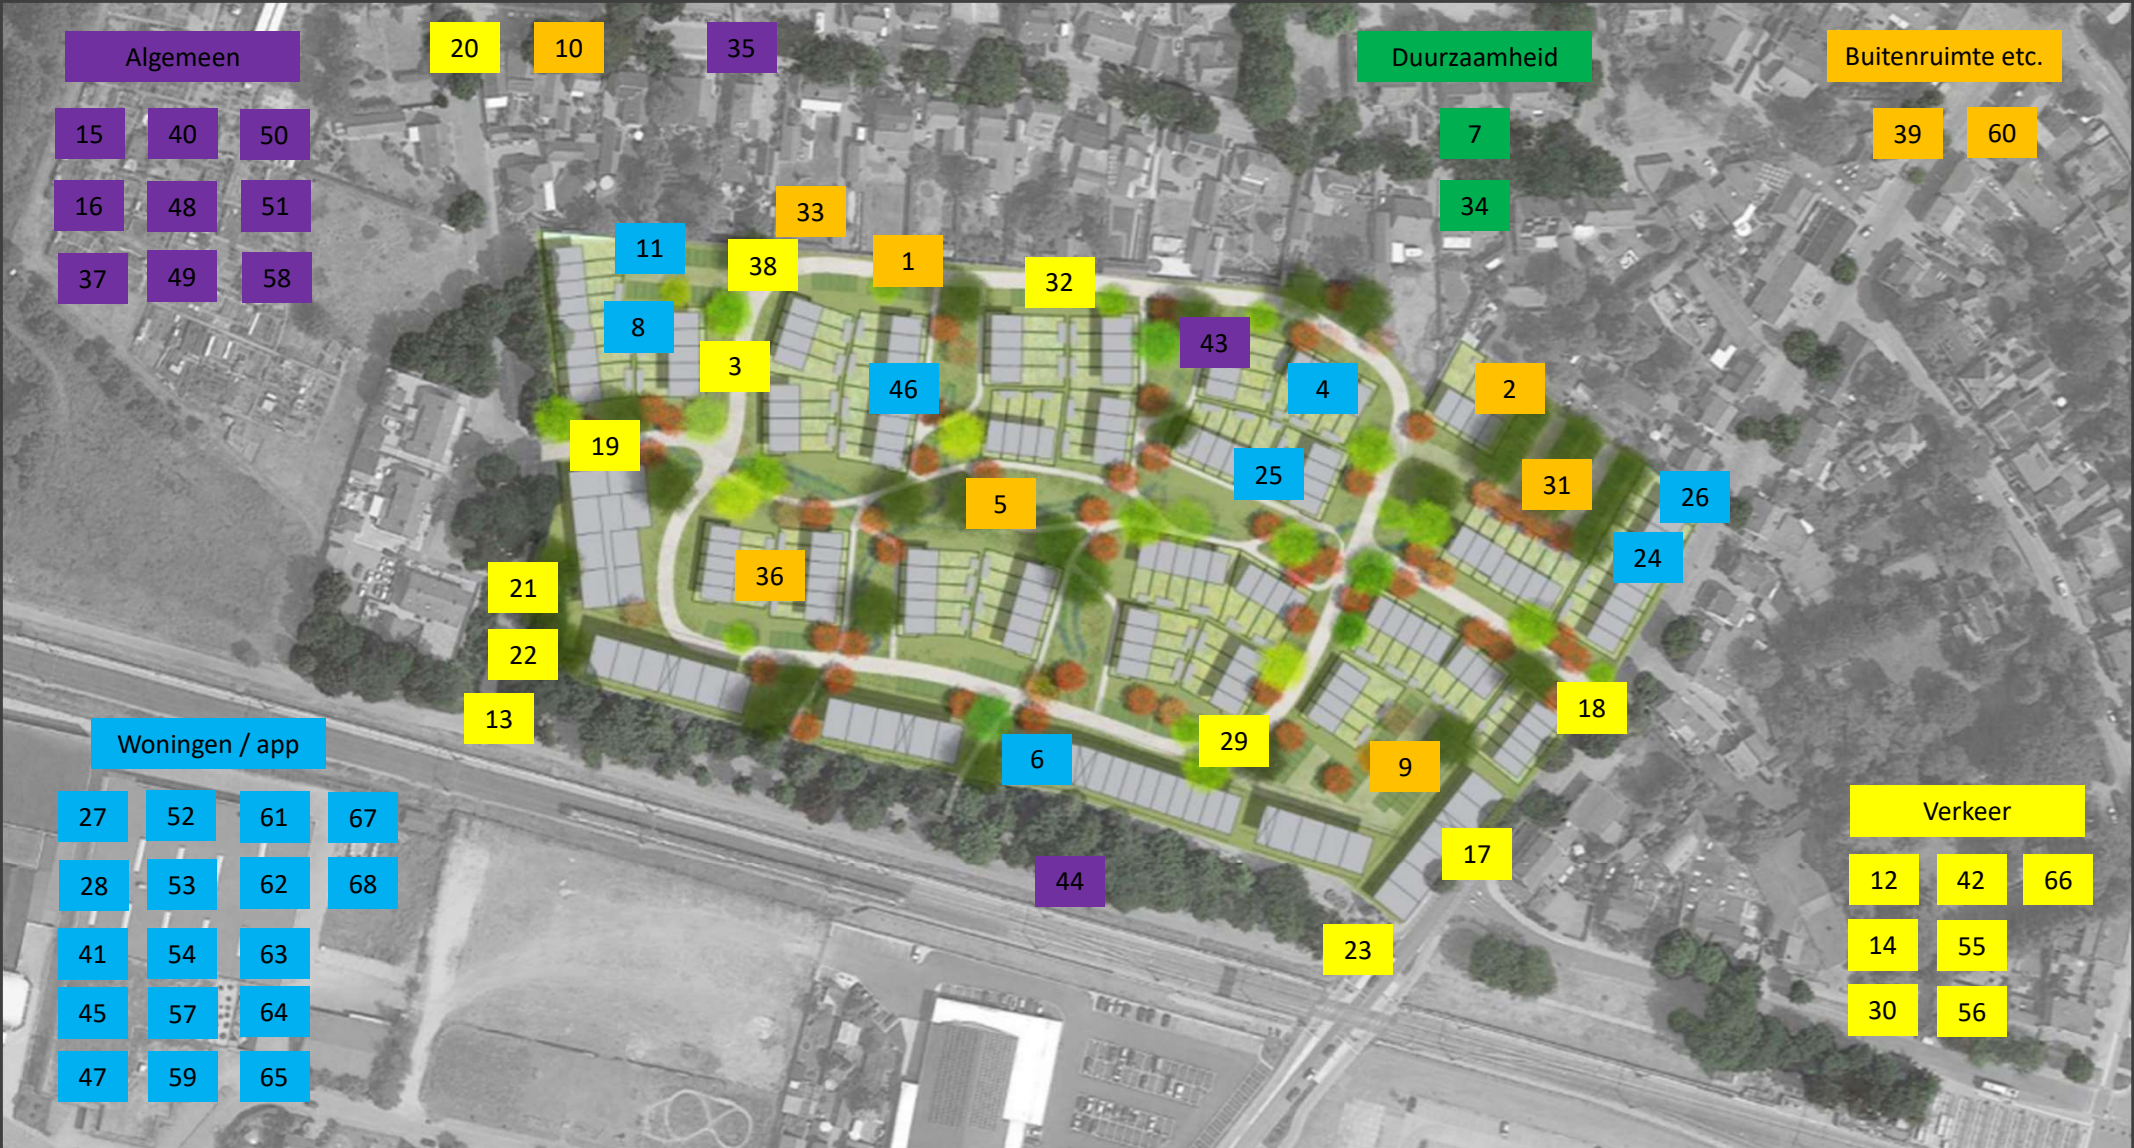 Algemeen
15 40 50
16 48 51
37 49 58
20 10 35
Duurzaamheid
7
34
Buitenruimte etc.
39 60
33
11 38 1 32
8 3 43
46 4 2
19 25 31 26
5
36 24
21
22
13
18
6 29 9
17
44
23
Woningen / app
27 52 61 67
28 53 62 68
41 54 63
45 57 64
47 59 65
Verkeer
12 42 66
14 55
30 56